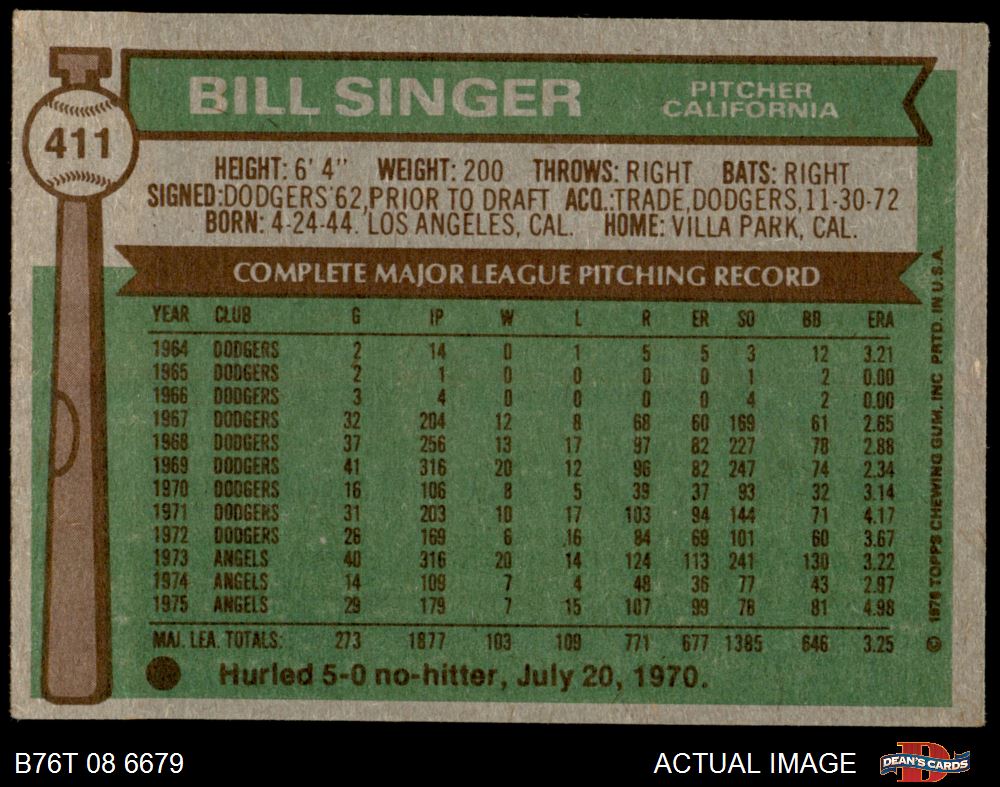 BILL SINGER PITCHER
CALIFORNIA
411
HEIGHT: 6' 4" WEIGHT: 200 THROWS: RIGHT BATS: RIGHT
SIGNED: DODGERS '62, PRIOR TO DRAFT ACQ.: TRADE, DODGERS, 11-30-72
BORN: 4-24-44. LOS ANGELES, CAL. HOME: VILLA PARK, CAL.
COMPLETE MAJOR LEAGUE PITCHING RECORD
YEAR CLUB G IP W L R ER SO BB ERA
1964 DODGERS 2 14 0 1 5 5 3 12 3.21
1965 DODGERS 2 1 0 0 0 0 1 2 0.00
1966 DODGERS 3 4 0 0 0 0 4 2 0.00
1967 DODGERS 32 204 12 8 68 60 169 61 2.65
1968 DODGERS 37 256 13 17 97 82 227 78 2.88
1969 DODGERS 41 316 20 12 96 82 247 74 2.34
1970 DODGERS 16 106 8 5 39 37 93 32 3.14
1971 DODGERS 31 203 10 17 103 94 144 71 4.17
1972 DODGERS 26 169 6 16 84 69 101 60 3.67
1973 ANGELS 40 316 20 14 124 113 241 130 3.22
1974 ANGELS 14 109 7 4 48 36 77 43 2.97
1975 ANGELS 29 179 7 15 107 99 78 81 4.98
MAJ. LEA. TOTALS: 273 1877 103 109 771 677 1385 646 3.25
Hurled 5-0 no-hitter, July 20, 1970.
© 1976 TOPPS CHEWING GUM, INC PRTD. IN U.S.A.
B76T 08 6679 ACTUAL IMAGE
DEAN'S CARDS